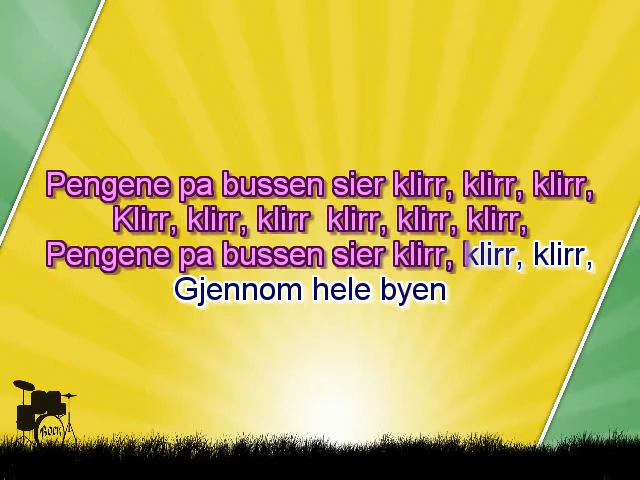 Pengene pa bussen sier klirr, klirr, klirr,
Klirr, klirr, klirr  klirr, klirr, klirr,
Pengene pa bussen sier klirr, klirr, klirr,
Gjennom hele byen
ROCK